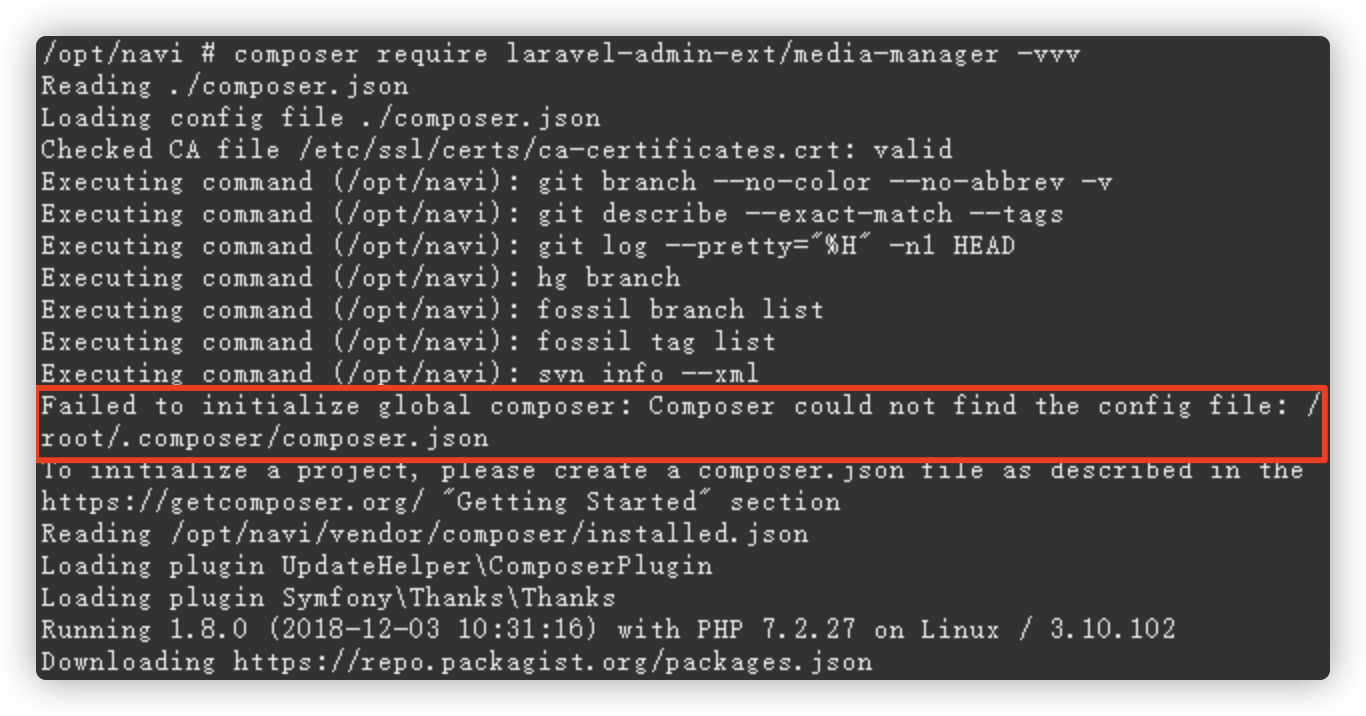 /opt/navi # composer require laravel-admin-ext/media-manager -vvv
Reading ./composer.json
Loading config file ./composer.json
Checked CA file /etc/ssl/certs/ca-certificates.crt: valid
Executing command (/opt/navi): git branch --no-color --no-abbrev -v
Executing command (/opt/navi): git describe --exact-match --tags
Executing command (/opt/navi): git log --pretty="%H" -n1 HEAD
Executing command (/opt/navi): hg branch
Executing command (/opt/navi): fossil branch list
Executing command (/opt/navi): fossil tag list
Executing command (/opt/navi): svn info --xml
Failed to initialize global composer: Composer could not find the config file: /
root/.composer/composer.json
To initialize a project, please create a composer.json file as described in the
https://getcomposer.org/ "Getting Started" section
Reading /opt/navi/vendor/composer/installed.json
Loading plugin UpdateHelper\ComposerPlugin
Loading plugin Symfony\Thanks\Thanks
Running 1.8.0 (2018-12-03 10:31:16) with PHP 7.2.27 on Linux / 3.10.102
Downloading https://repo.packagist.org/packages.json